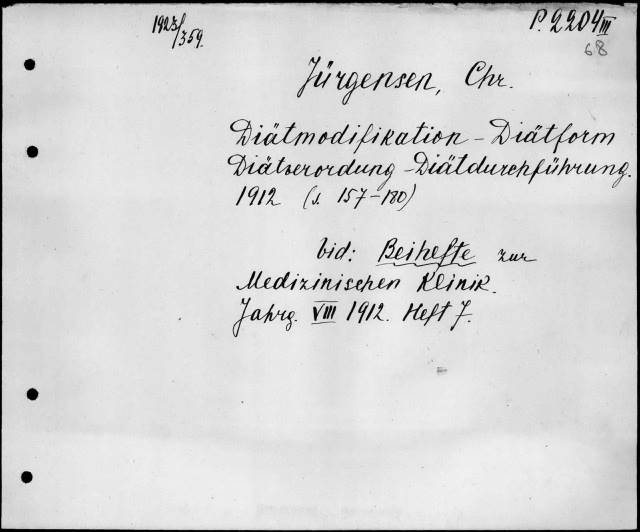 1923/359.
P. 2204 III
68
Jürgensen, Chr.
Diätmodifikation - Diätform
Diätserordung - Diätdurchführung.
1912 (s. 157-180)
bid: Beihefte zur
Medizinischen Klinik.
Jahrg. VIII 1912. Heft 7.